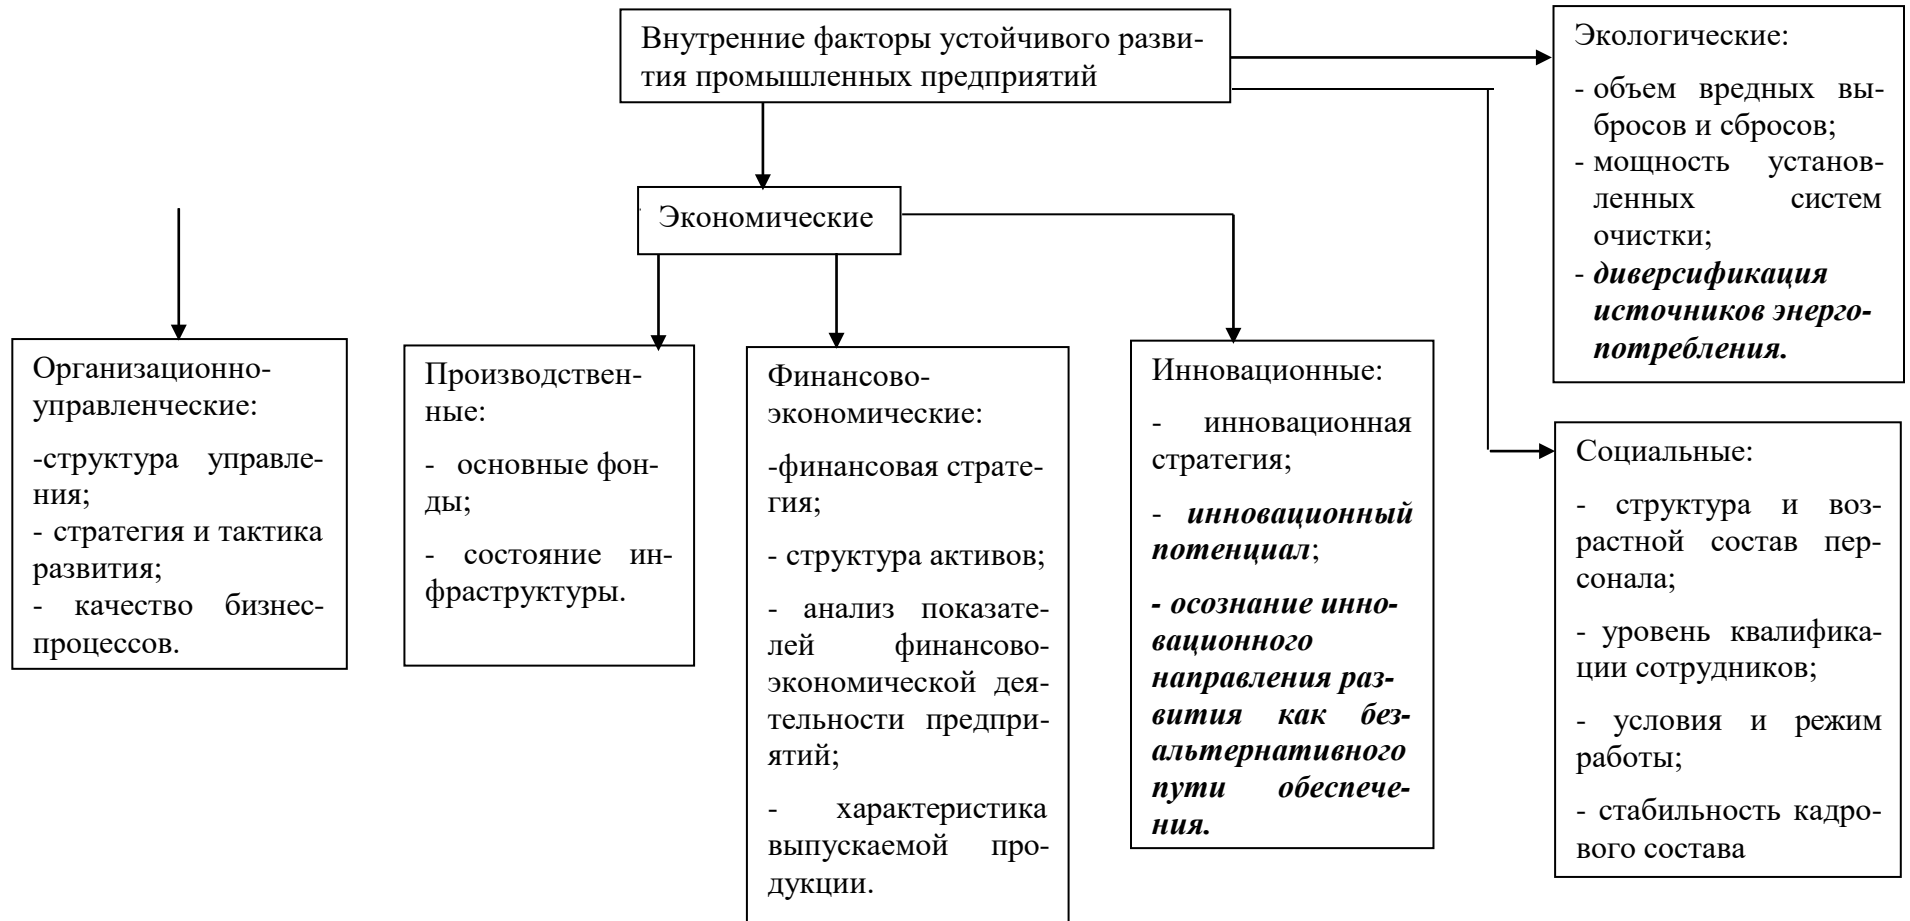 Внутренние факторы устойчивого разви-
тия промышленных предприятий
Экологические:
- объем вредных вы-
бросов и сбросов;
- мощность установ-
ленных систем
очистки;
- диверсификация
источников энерго-
потребления.
Экономические
Организационно-
управленческие:
-структура управле-
ния;
- стратегия и тактика
развития;
- качество бизнес-
процессов.
Производствен-
ные:
- основные фон-
ды;
- состояние ин-
фраструктуры.
Финансово-
экономические:
-финансовая страте-
гия;
- структура активов;
- анализ показате-
лей финансово-
экономической дея-
тельности предпри-
ятий;
- характеристика
выпускаемой про-
дукции.
Инновационные:
- инновационная
стратегия;
- инновационный
потенциал;
- осознание инно-
вационного
направления раз-
вития как без-
альтернативного
пути обеспече-
ния.
Социальные:
- структура и воз-
растной состав пер-
сонала;
- уровень квалифика-
ции сотрудников;
- условия и режим
работы;
- стабильность кадро-
вого состава